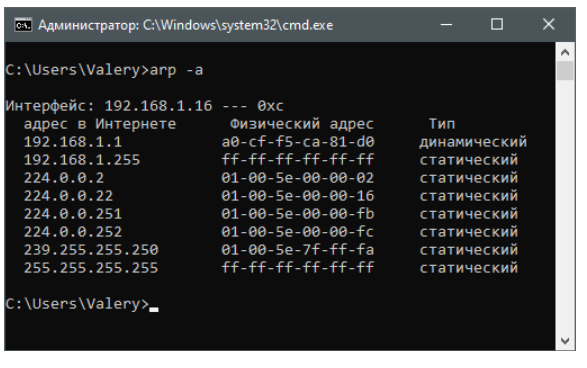 Администратор: C:\Windows\system32\cmd.exe
C:\Users\Valery>arp -a
Интерфейс: 192.168.1.16 --- 0xc
адрес в Интернете Физический адрес Тип
192.168.1.1 a0-cf-f5-ca-81-d0 динамический
192.168.1.255 ff-ff-ff-ff-ff-ff статический
224.0.0.2 01-00-5e-00-00-02 статический
224.0.0.22 01-00-5e-00-00-16 статический
224.0.0.251 01-00-5e-00-00-fb статический
224.0.0.252 01-00-5e-00-00-fc статический
239.255.255.250 01-00-5e-7f-ff-fa статический
255.255.255.255 ff-ff-ff-ff-ff-ff статический
C:\Users\Valery>